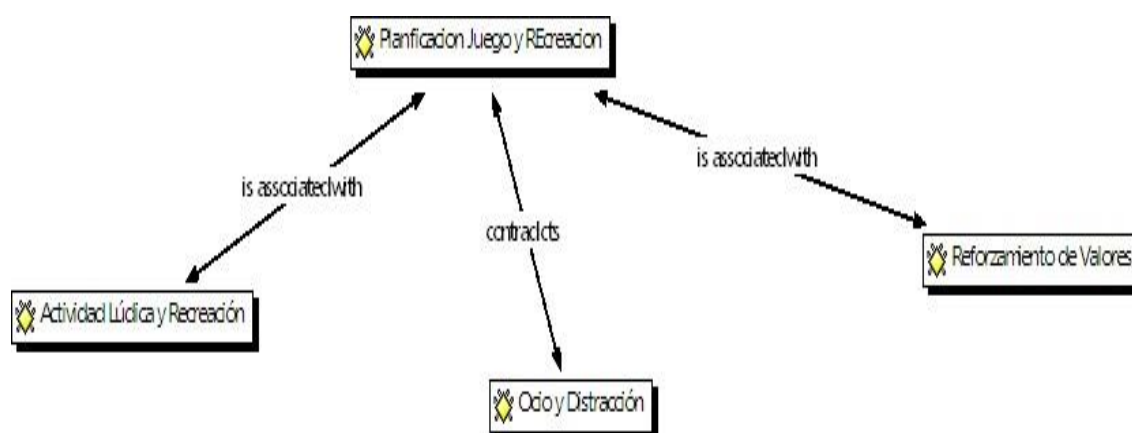 Planficacion Juego y REcreacion
is associated with
is associated with
contradicts
Reforzamiento de Valores
Actividad Lúdica y Recreación
Ocio y Distracción